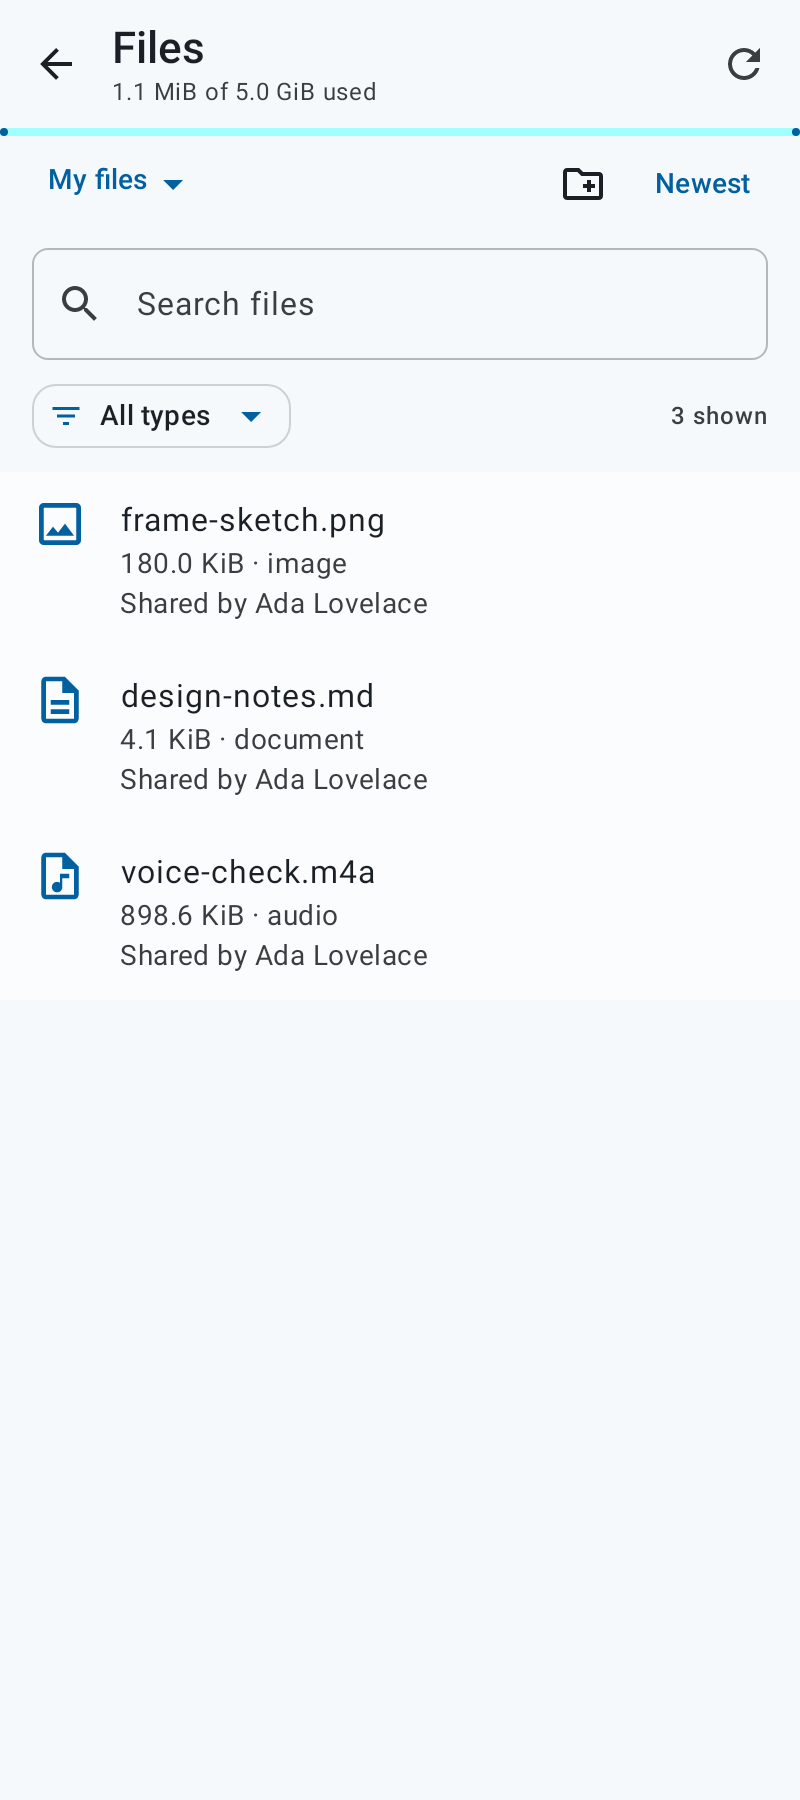 Files
1.1 MiB of 5.0 GiB used
My files
Newest
Search files
All types
3 shown
frame-sketch.png
180.0 KiB · image
Shared by Ada Lovelace
design-notes.md
4.1 KiB · document
Shared by Ada Lovelace
voice-check.m4a
898.6 KiB · audio
Shared by Ada Lovelace